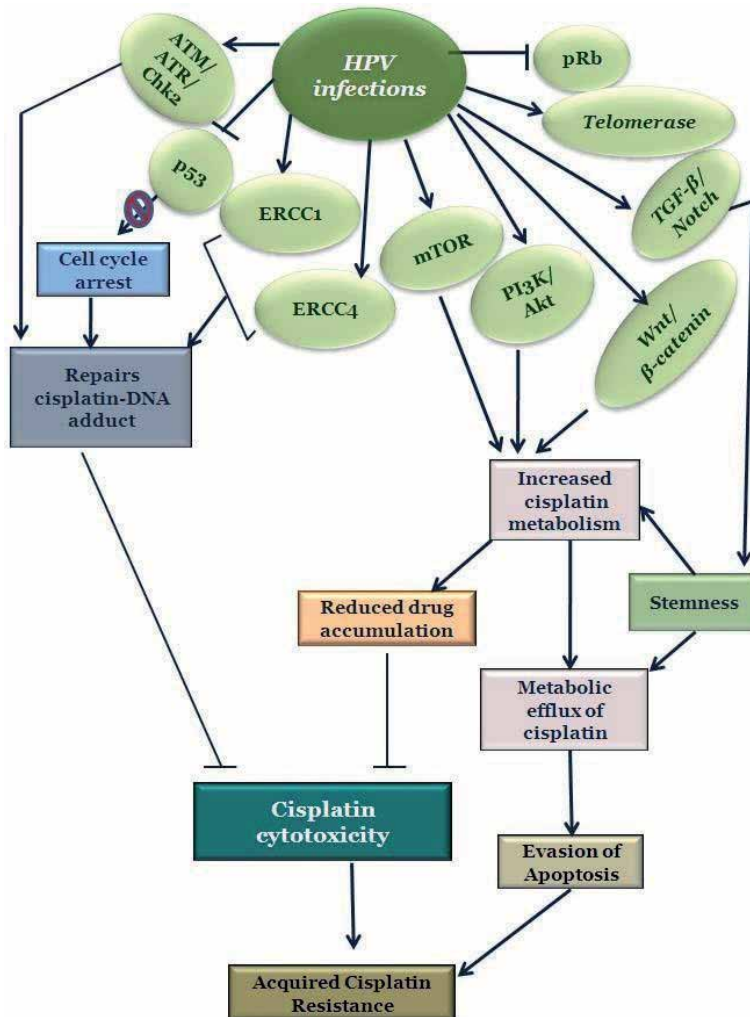 HPV
infections
ATM/
ATR/
Chk2
pRb
Telomerase
p53
TGF-β/
Notch
ERCC1
mTOR
Cell cycle
arrest
PI3K/
Akt
ERCC4
Wnt/
β-catenin
Repairs
cisplatin-DNA
adduct
Increased
cisplatin
metabolism
Reduced drug
accumulation
Stemness
Metabolic
efflux of
cisplatin
Cisplatin
cytotoxicity
Evasion of
Apoptosis
Acquired Cisplatin
Resistance